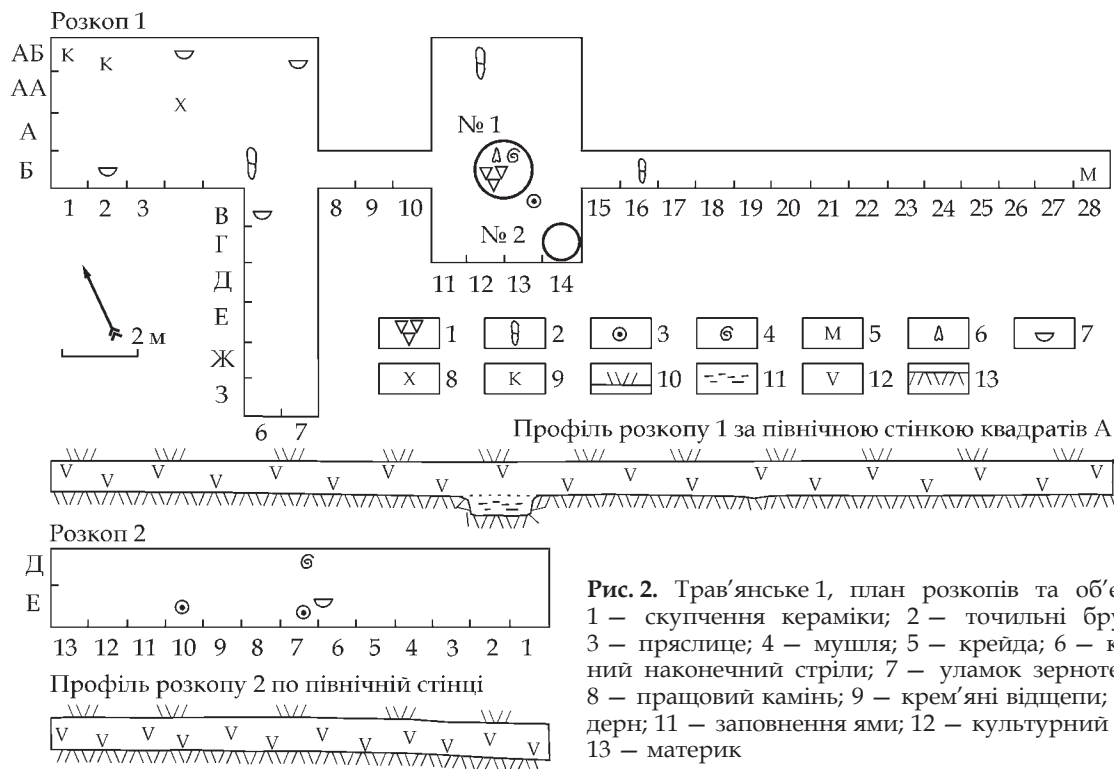 Розкоп 1
АБ К К
АА
Х
А
№ 1
Б
М
1 2 3 8 9 10 15 16 17 18 19 20 21 22 23 24 25 26 27 28
В
№ 2
Г
Д
11 12 13 14
Е
2 м
Ж
З
6 7
1 2 3 4 М 5 6 7
Х 8 К 9 10 11 V 12 13
Профіль розкопу 1 за північною стінкою квадратів А
V V V V V V V V V V V V V V V V V
Розкоп 2
Д
Е
13 12 11 10 9 8 7 6 5 4 3 2 1
Профіль розкопу 2 по північній стінці
V V V V V V V V V V V V V
Рис. 2. Трав’янське 1, план розкопів та об’є
1 — скупчення кераміки; 2 — точильні бру
3 — пряслице; 4 — мушля; 5 — крейда; 6 — к
ний наконечний стріли; 7 — уламок зерноте
8 — пращовий камінь; 9 — крем’яні відщепи;
дерн; 11 — заповнення ями; 12 — культурний
13 — материк